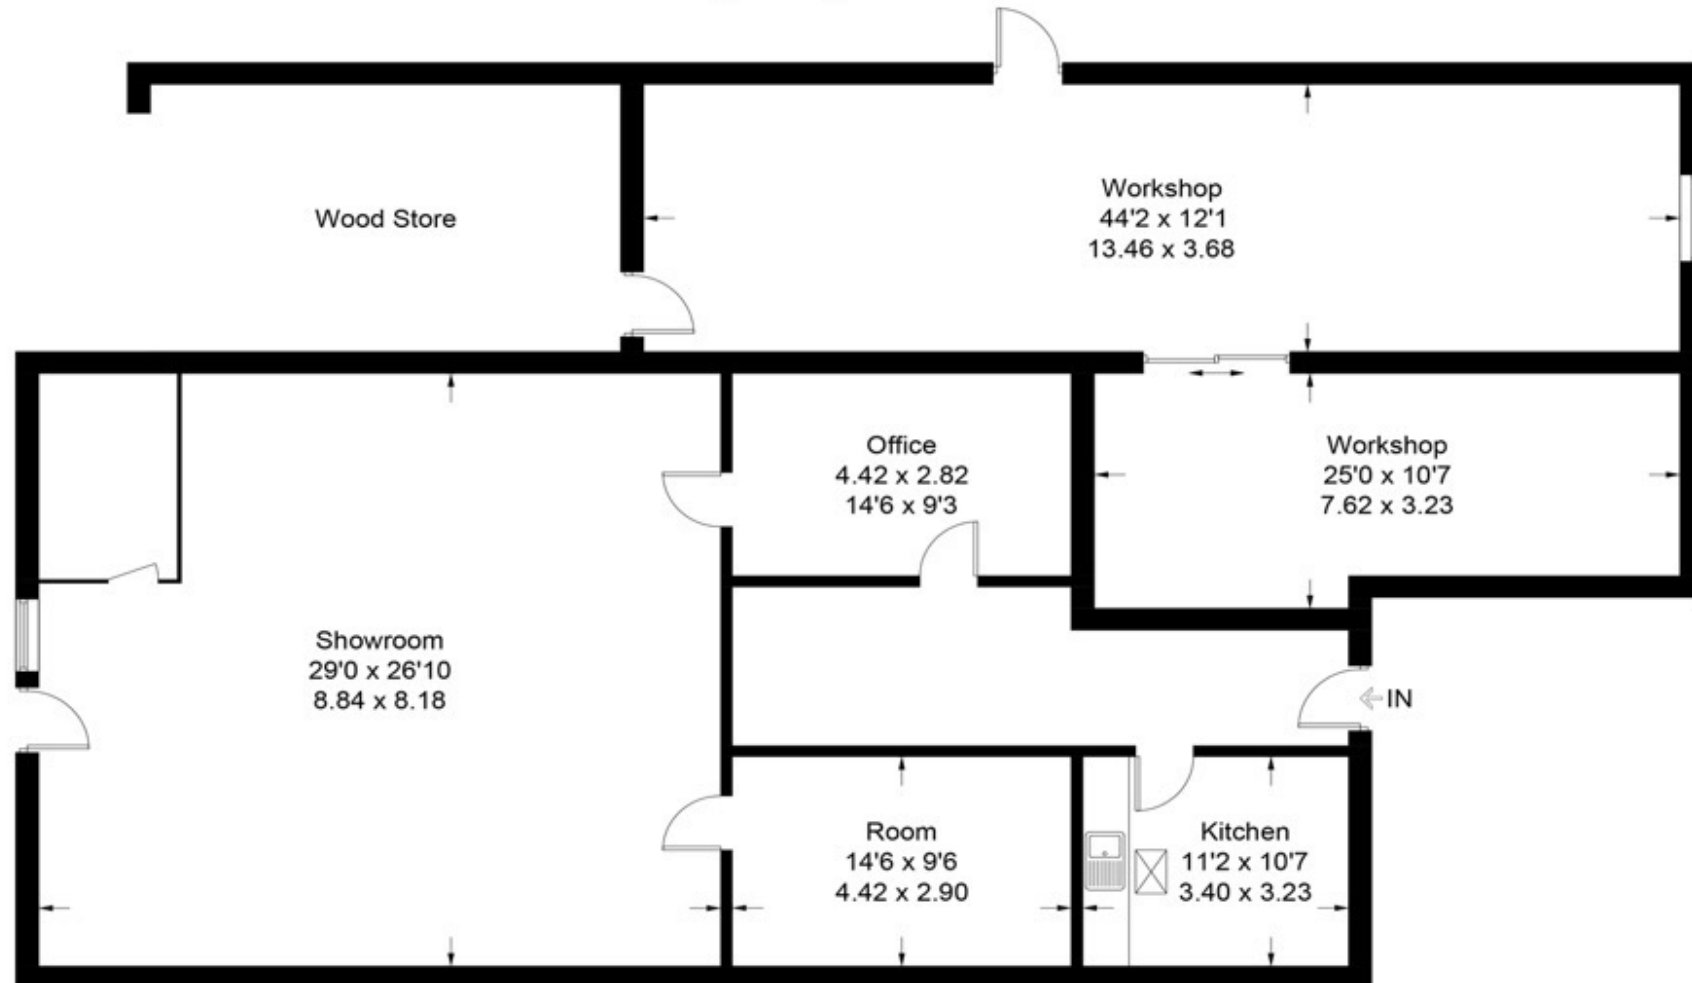 Workshop
44'2 x 12'1
13.46 x 3.68
Wood Store
Office
4.42 x 2.82
14'6 x 9'3
Workshop
25'0 x 10'7
7.62 x 3.23
Showroom
29'0 x 26'10
8.84 x 8.18
IN
Room
14'6 x 9'6
4.42 x 2.90
Kitchen
11'2 x 10'7
3.40 x 3.23